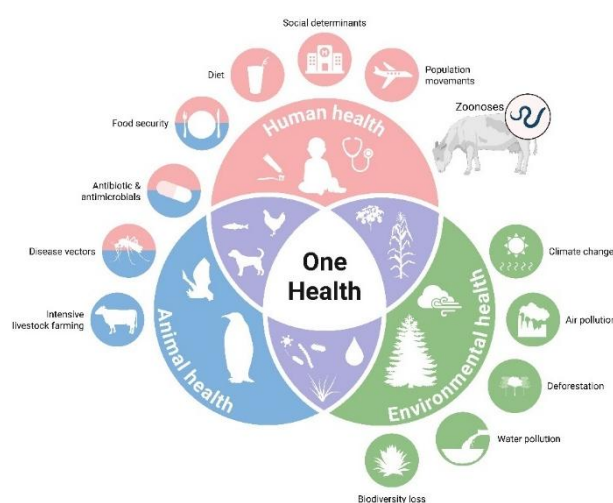 Social determinants
Diet
Population
movements
Zoonoses
Food security
Human health
Antibiotic &
antimicrobials
Disease vectors
Climate change
One
Health
Intensive
livestock farming
Air pollution
Animal health
Environmental health
Deforestation
Water pollution
Biodiversity loss